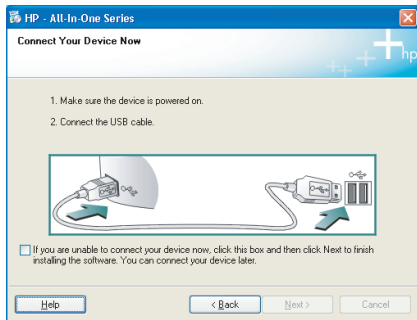 HP - All-In-One Series
Connect Your Device Now
hp
1. Make sure the device is powered on.
2. Connect the USB cable.
If you are unable to connect your device now, click this box and then click Next to finish
installing the software. You can connect your device later.
Help
< Back
Next >
Cancel